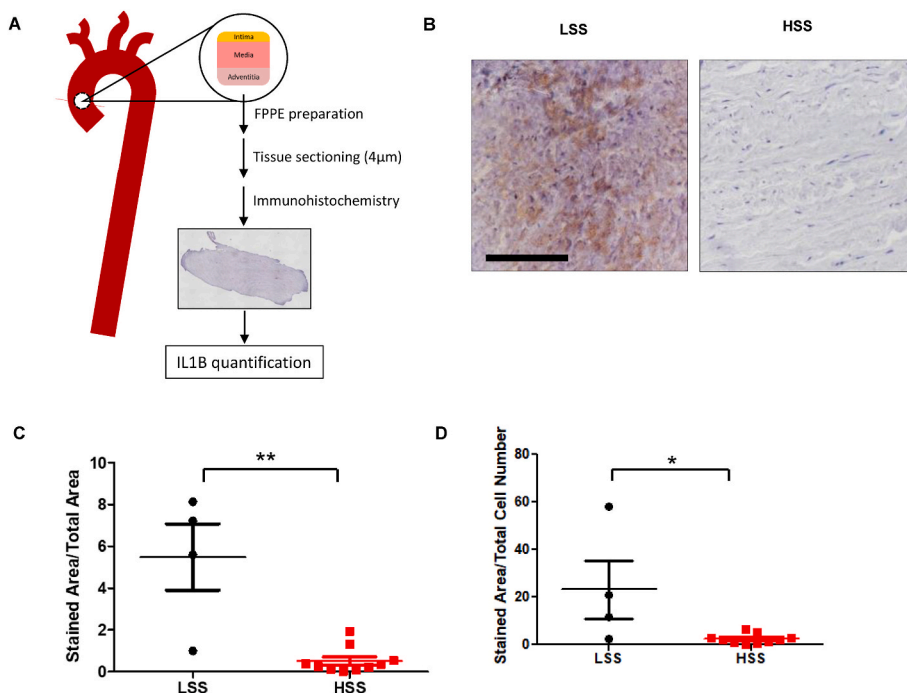 A
Intima
Media
Adventitia
FPPE preparation
Tissue sectioning (4µm)
Immunohistochemistry
IL1B quantification
B
LSS
HSS
C
Stained Area/Total Area
10
8
6
4
2
0
**
LSS
HSS
D
Stained Area/Total Cell Number
80
60
40
20
0
*
LSS
HSS